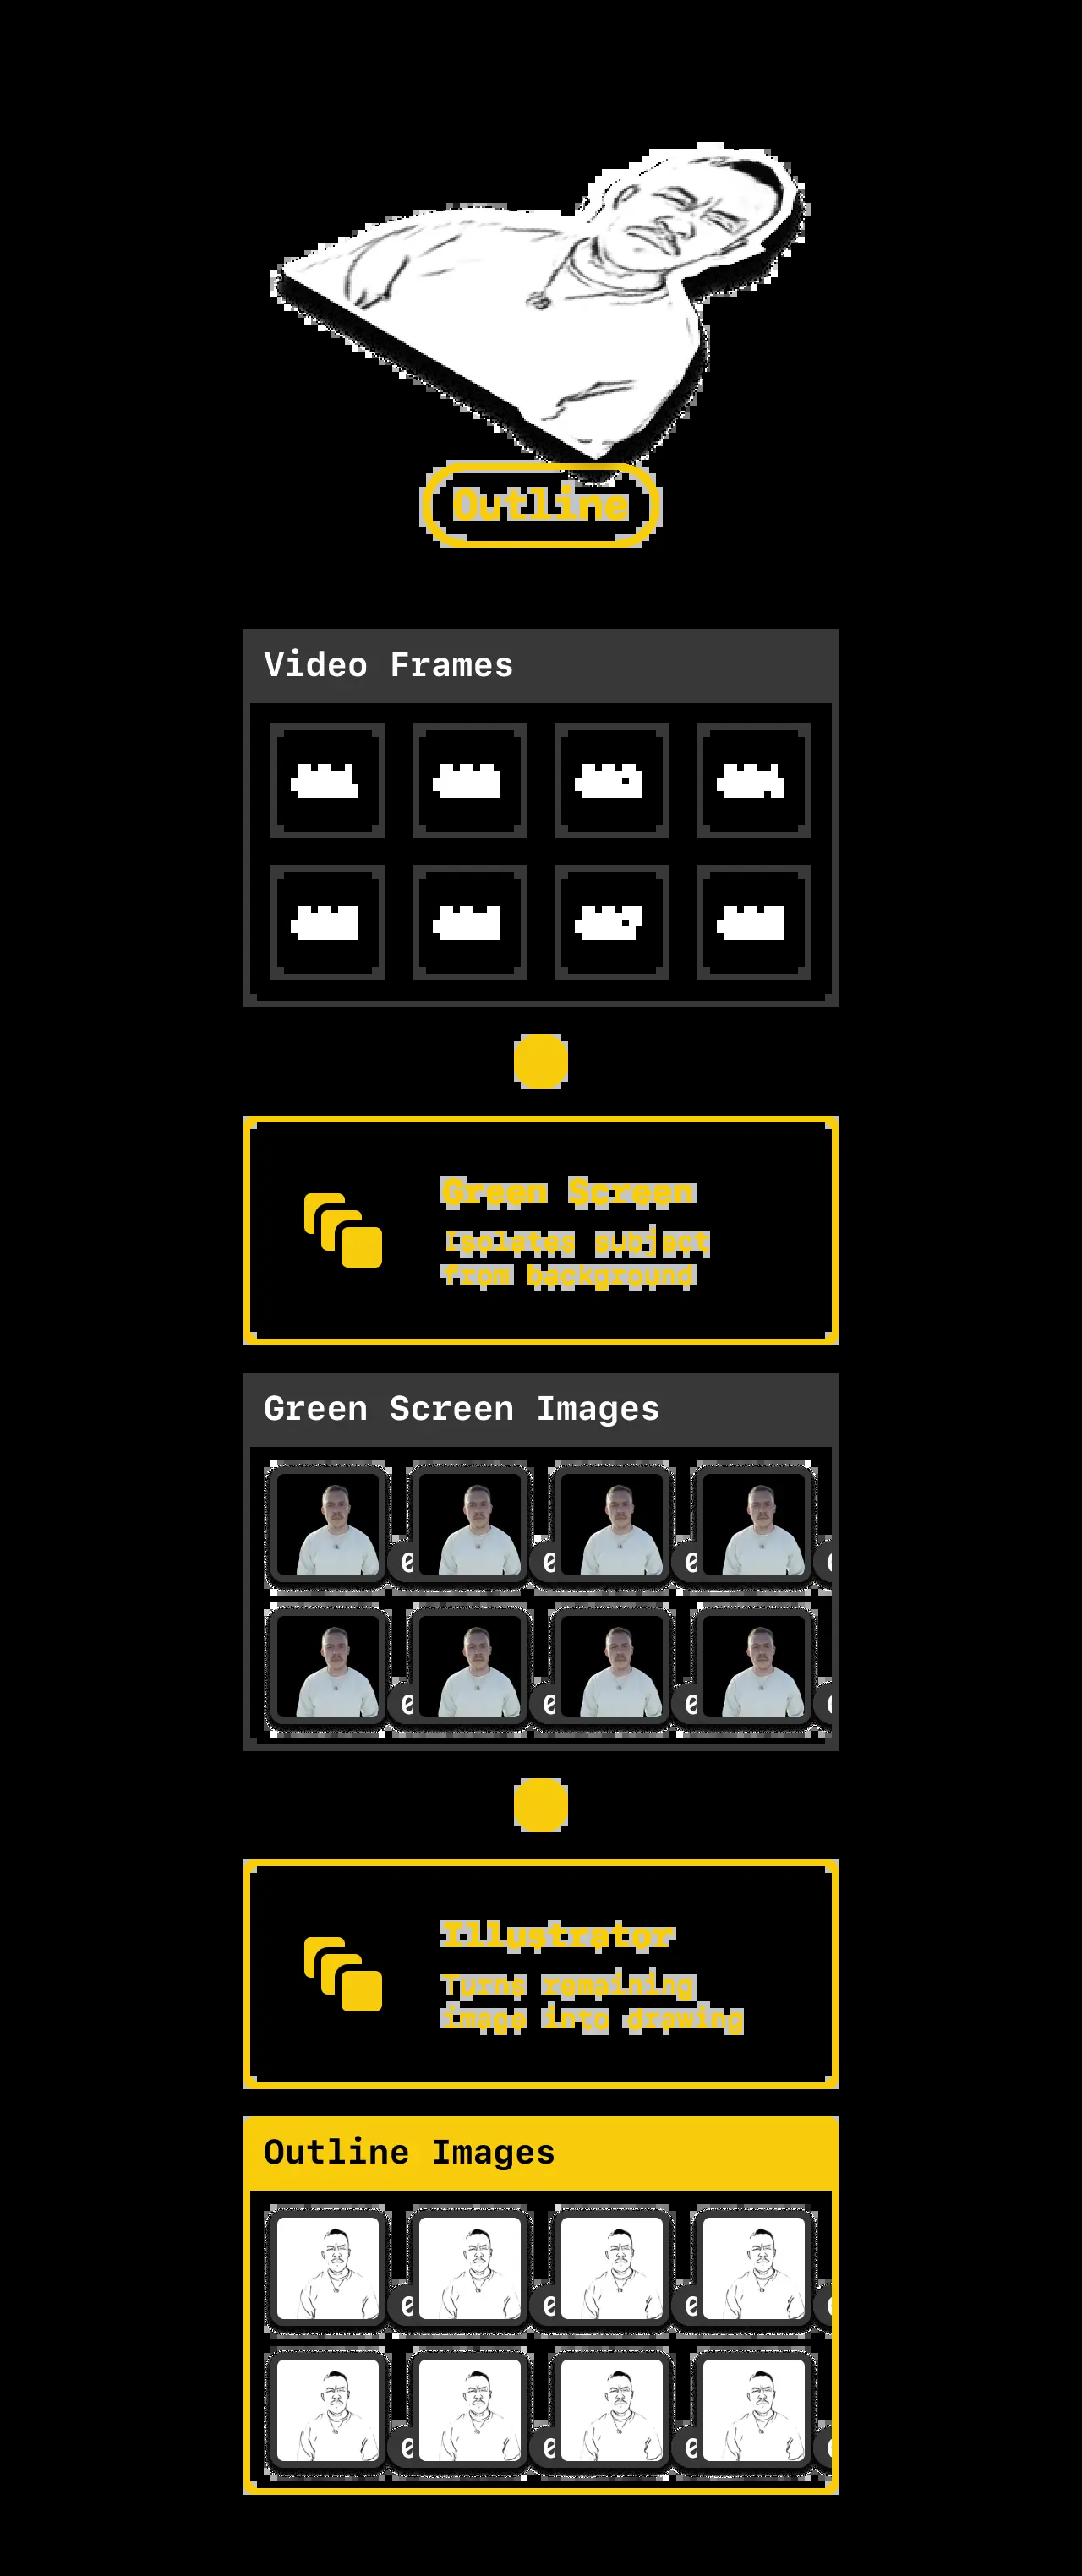 Outline
Video Frames
Green Screen
Isolates subject
from background
Green Screen Images
Illustrator
Turns remaining
image into drawing
Outline Images